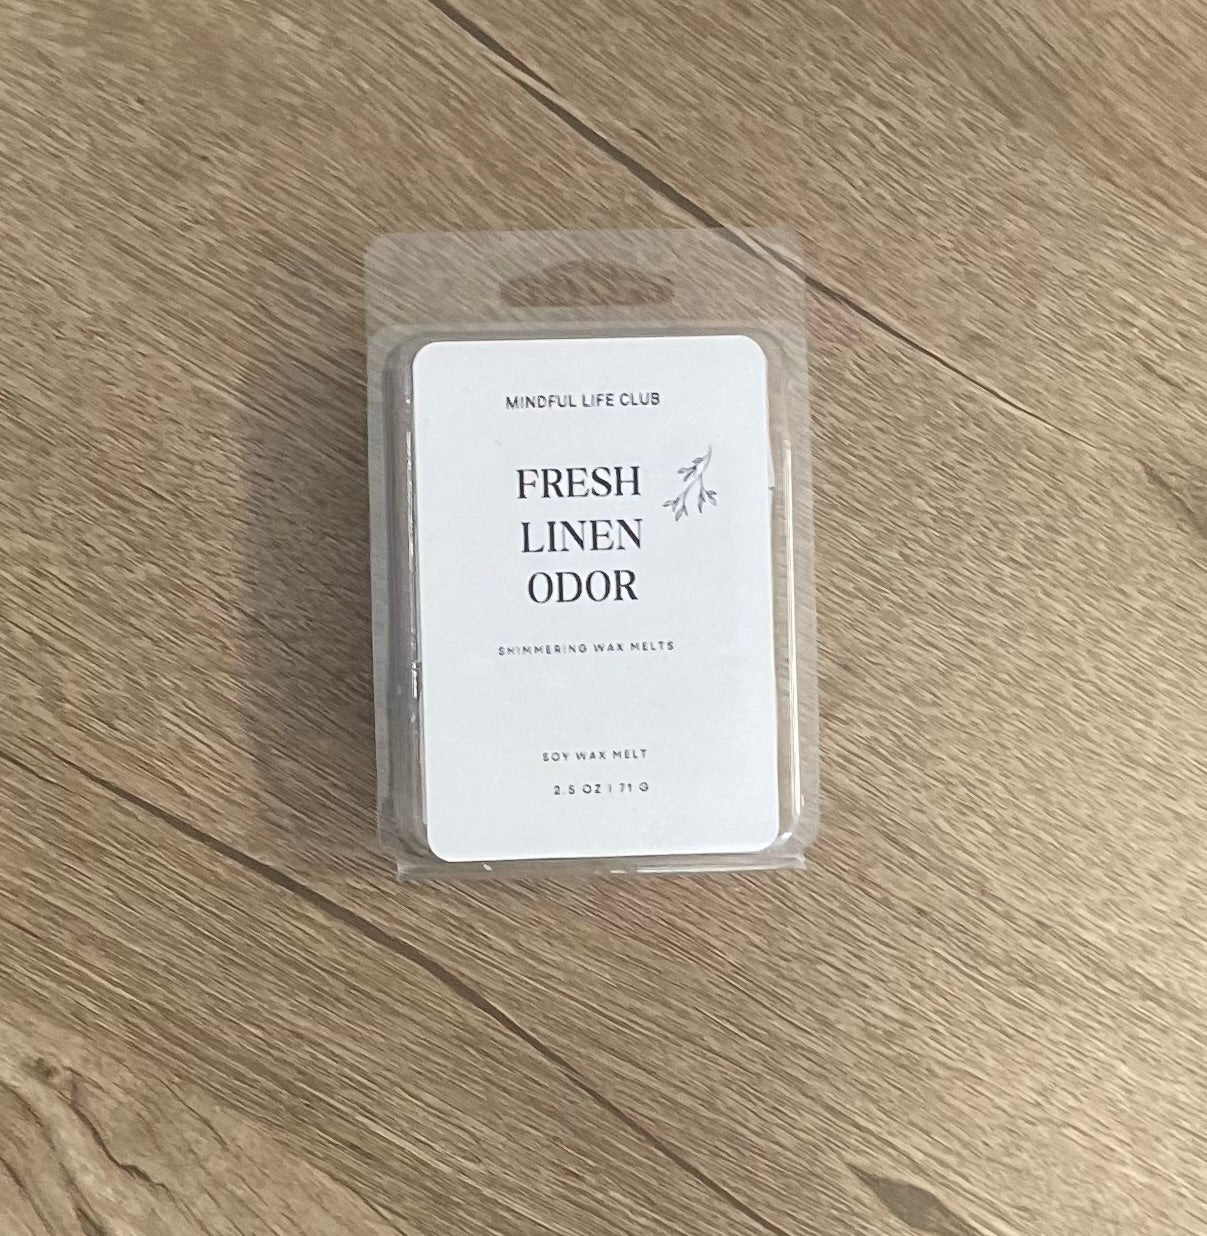 MINDFUL LIFE CLUB
FRESH
LINEN
ODOR
SHIMMERING WAX MELTS
SOY WAX MELT
2.5 OZ | 71 G